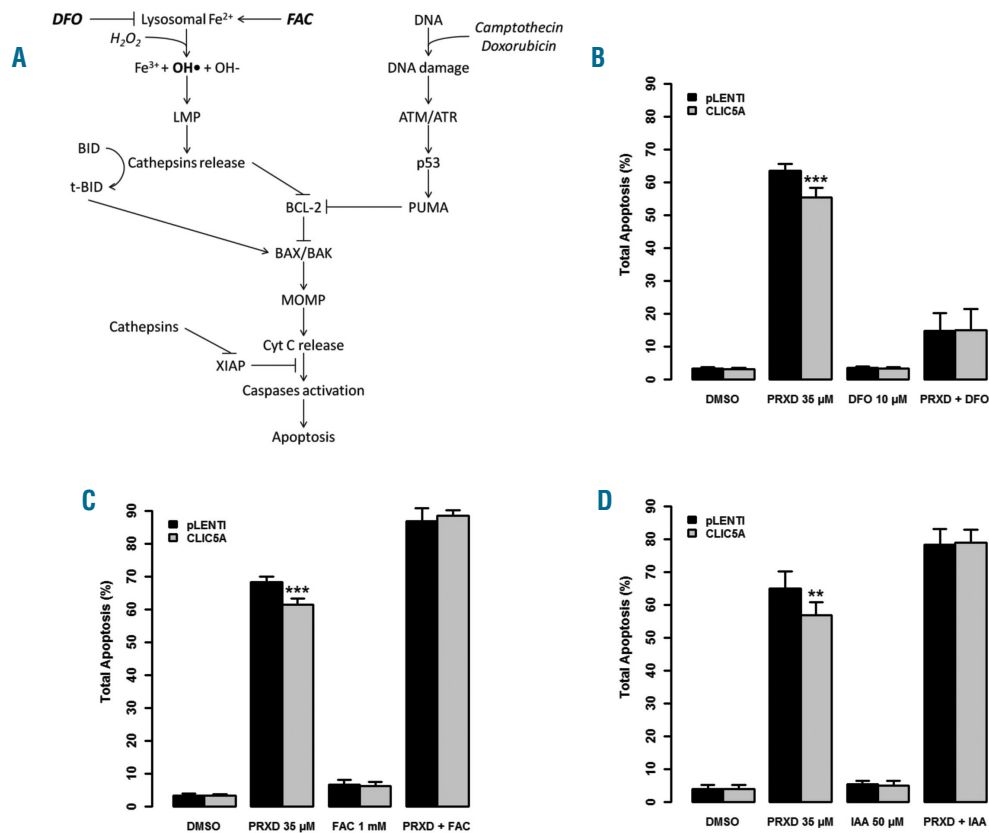 A
DFO
Lysosomal Fe2+
FAC
H2O2
Fe3+ + OH● + OH-
LMP
BID
Cathepsins release
t-BID
BCL-2
BAX/BAK
MOMP
Cathepsins
Cyt C release
XIAP
Caspases activation
Apoptosis
DNA
Camptothecin
Doxorubicin
DNA damage
ATM/ATR
p53
PUMA
B
Total Apoptosis (%)
90
80
70
60
50
40
30
20
10
0
pLENTI
CLIC5A
***
DMSO
PRXD 35 µM
DFO 10 µM
PRXD + DFO
C
Total Apoptosis (%)
90
80
70
60
50
40
30
20
10
0
pLENTI
CLIC5A
***
DMSO
PRXD 35 µM
FAC 1 mM
PRXD + FAC
D
Total Apoptosis (%)
90
80
70
60
50
40
30
20
10
0
pLENTI
CLIC5A
**
DMSO
PRXD 35 µM
IAA 50 µM
PRXD + IAA